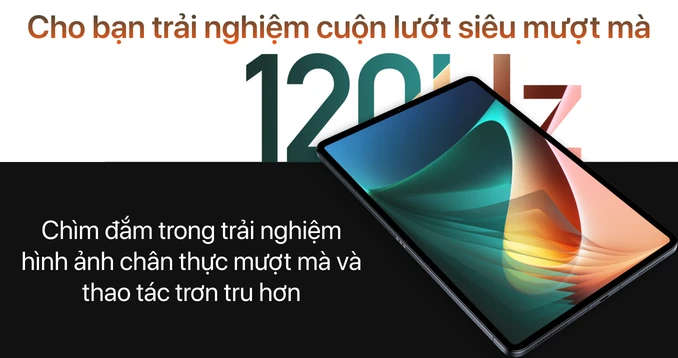 Cho bạn trải nghiệm cuộn lướt siêu mượt mà
120Hz
Chìm đắm trong trải nghiệm
hình ảnh chân thực mượt mà và
thao tác trơn tru hơn